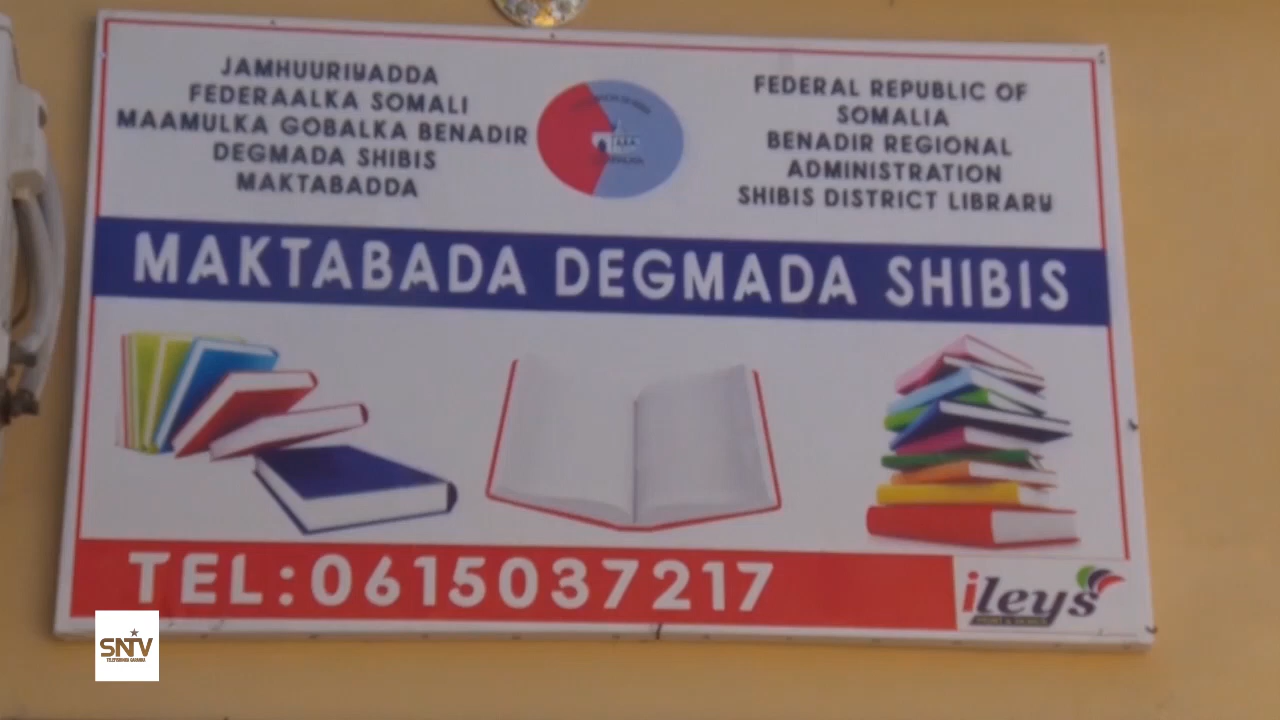 JAMHUURIYADDA
FEDERAALKA SOMALI
MAAMULKA GOBALKA BENADIR
DEGMADA SHIBIS
MAKTABADDA
FEDERAL REPUBLIC OF
SOMALIA
BENADIR REGIONAL
ADMINISTRATION
SHIBIS DISTRICT LIBRARY
MAKTABADA DEGMADA SHIBIS
TEL:0615037217
ileys
SNTV